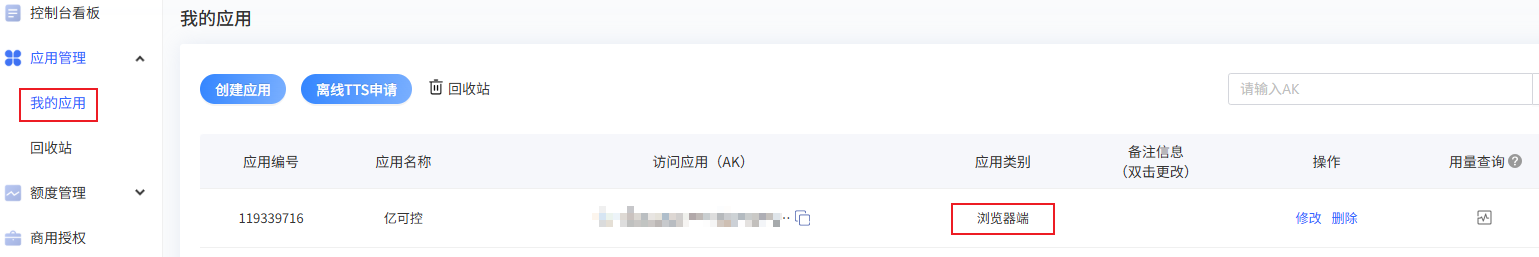 控制台看板
应用管理
我的应用
回收站
额度管理
商用授权
我的应用
创建应用 离线TTS申请 回收站 请输入AK
应用编号 应用名称 访问应用（AK） 应用类别 备注信息 操作 用量查询
（双击更改）
119339716 亿可控 浏览器端 修改 删除